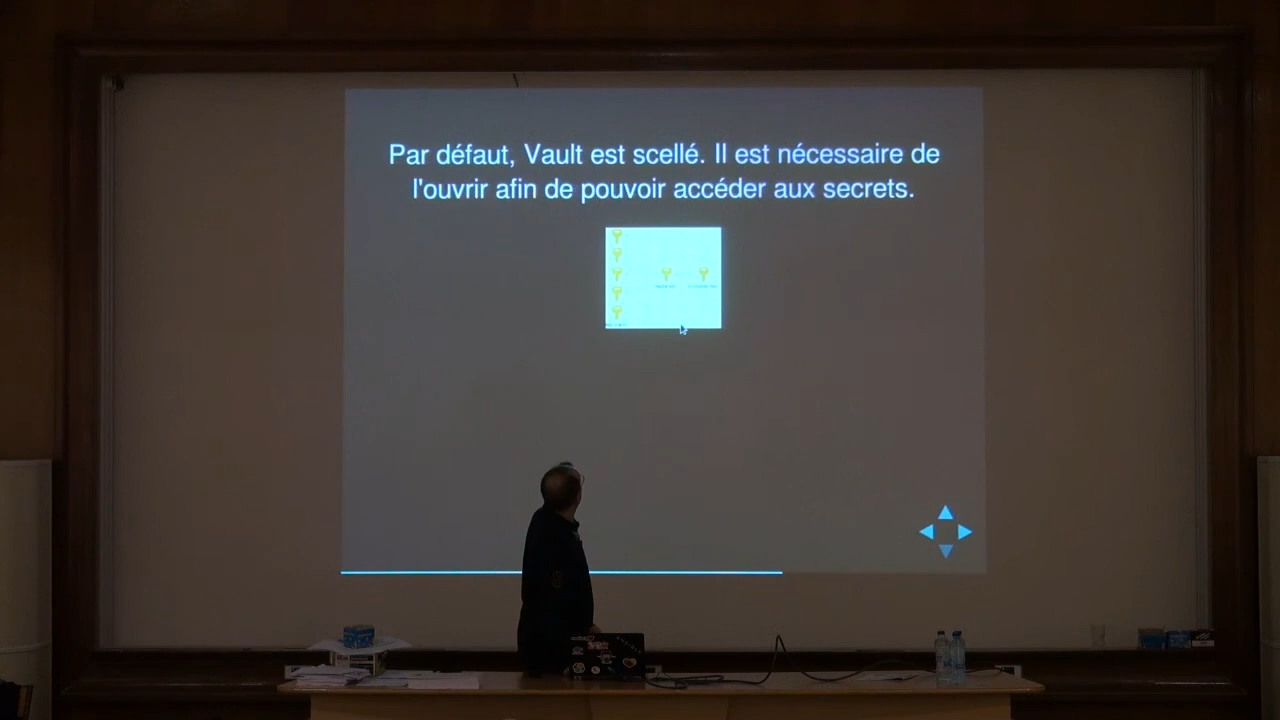 Par défaut, Vault est scellé. Il est nécessaire de
l'ouvrir afin de pouvoir accéder aux secrets.